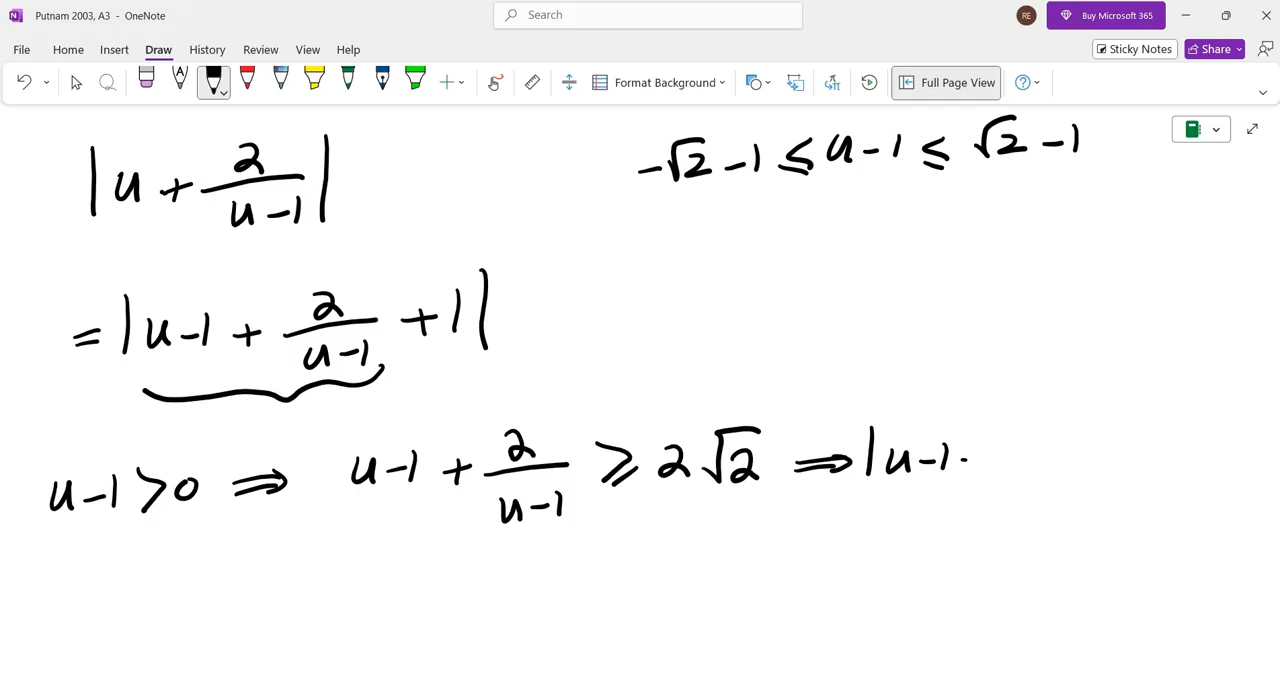 Putnam 2003, A3 - OneNote
Search
RE
Buy Microsoft 365
File Home Insert Draw History Review View Help
Sticky Notes
Share
Format Background
Full Page View
|u + 2/(u-1)|
-√2 - 1 ≤ u - 1 ≤ √2 - 1
= |u-1 + 2/(u-1) + 1|
u-1 > 0 ⇒ u-1 + 2/(u-1) ≥ 2√2 ⇒ |u-1